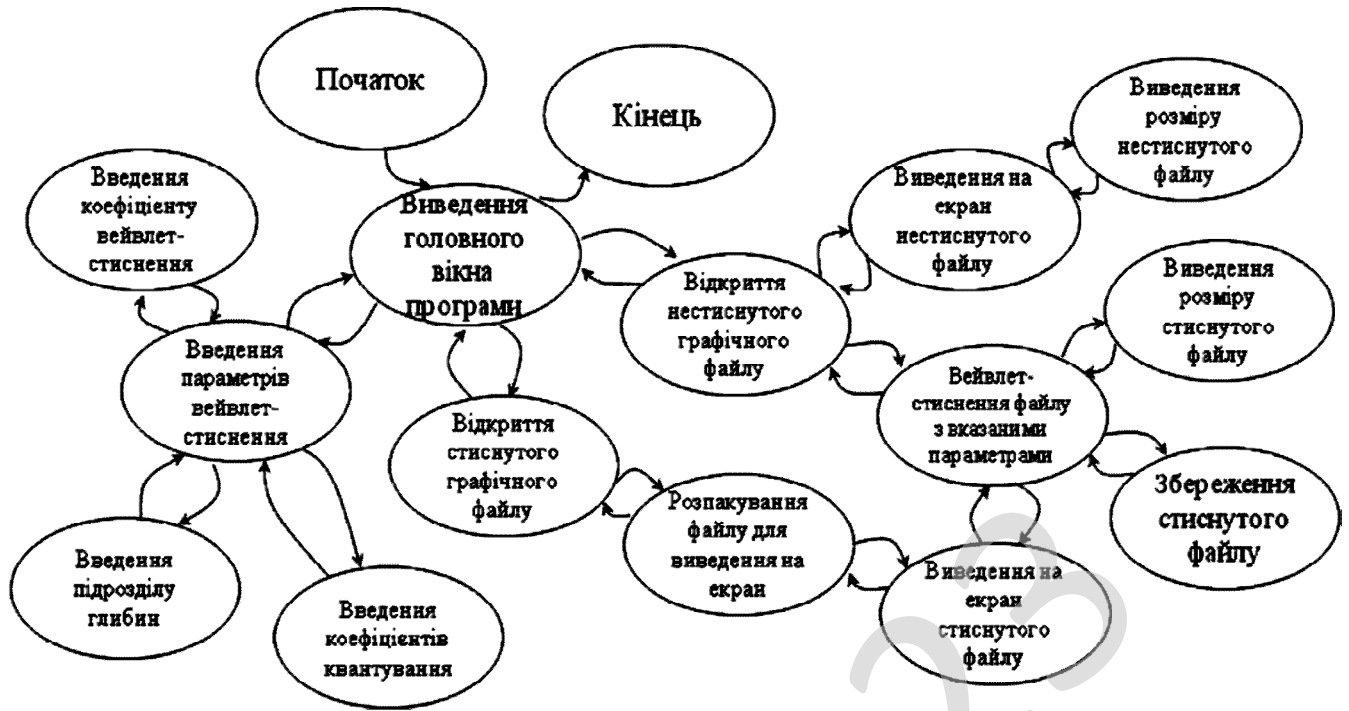 Початок
Кінець
Виведення
розміру
нестиснутого
файлу
Введення
коефіцієнту
вейвлет-
стиснення
Виведення
головного
вікна
програми
Виведення на
екран
нестиснутого
файлу
Відкриття
нестиснутого
графічного
файлу
Виведення
розміру
стиснутого
файлу
Введення
параметрів
вейвлет-
стиснення
Вейвлет-
стиснення файлу
з вказаними
параметрами
Відкриття
стиснутого
графічного
файлу
Розпакування
файлу для
виведення на
екран
Збереження
стиснутого
файлу
Введення
підрозділу
глибин
Введення
коефіцієнтів
квантування
Виведення на
екран
стиснутого
файлу